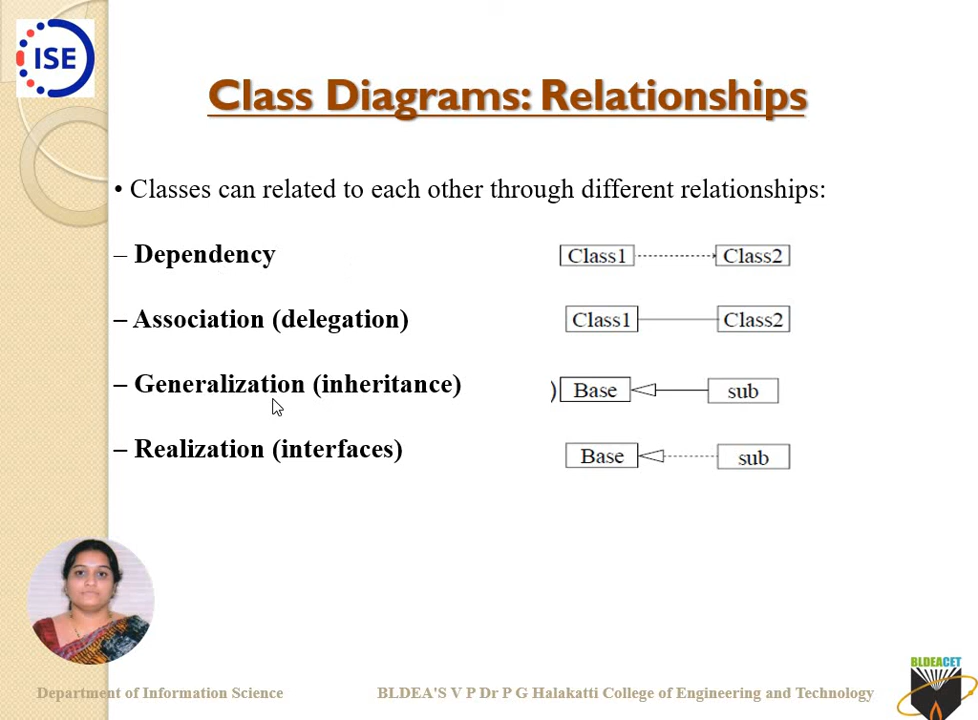 ISE
Class Diagrams: Relationships
• Classes can related to each other through different relationships:
– Dependency
Class1 Class2
– Association (delegation)
Class1 Class2
– Generalization (inheritance)
) Base sub
– Realization (interfaces)
Base sub
BLDEACET
Department of Information Science BLDEA'S V P Dr P G Halakatti College of Engineering and Technology